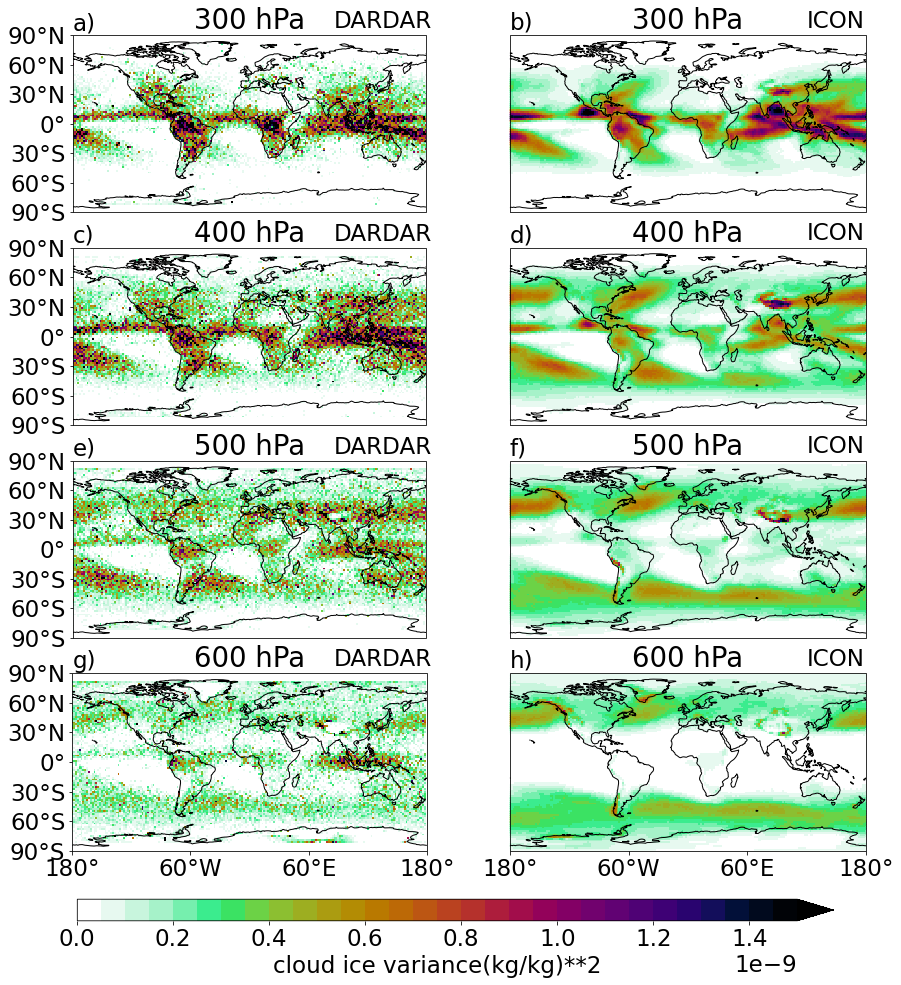 a) 300 hPa DARDAR b) 300 hPa ICON
90°N
60°N
30°N
0°
30°S
60°S
90°S
c) 400 hPa DARDAR d) 400 hPa ICON
90°N
60°N
30°N
0°
30°S
60°S
90°S
e) 500 hPa DARDAR f) 500 hPa ICON
90°N
60°N
30°N
0°
30°S
60°S
90°S
g) 600 hPa DARDAR h) 600 hPa ICON
90°N
60°N
30°N
0°
30°S
60°S
90°S
180° 60°W 60°E 180° 180° 60°W 60°E 180°
0.0 0.2 0.4 0.6 0.8 1.0 1.2 1.4
cloud ice variance(kg/kg)**2 1e−9